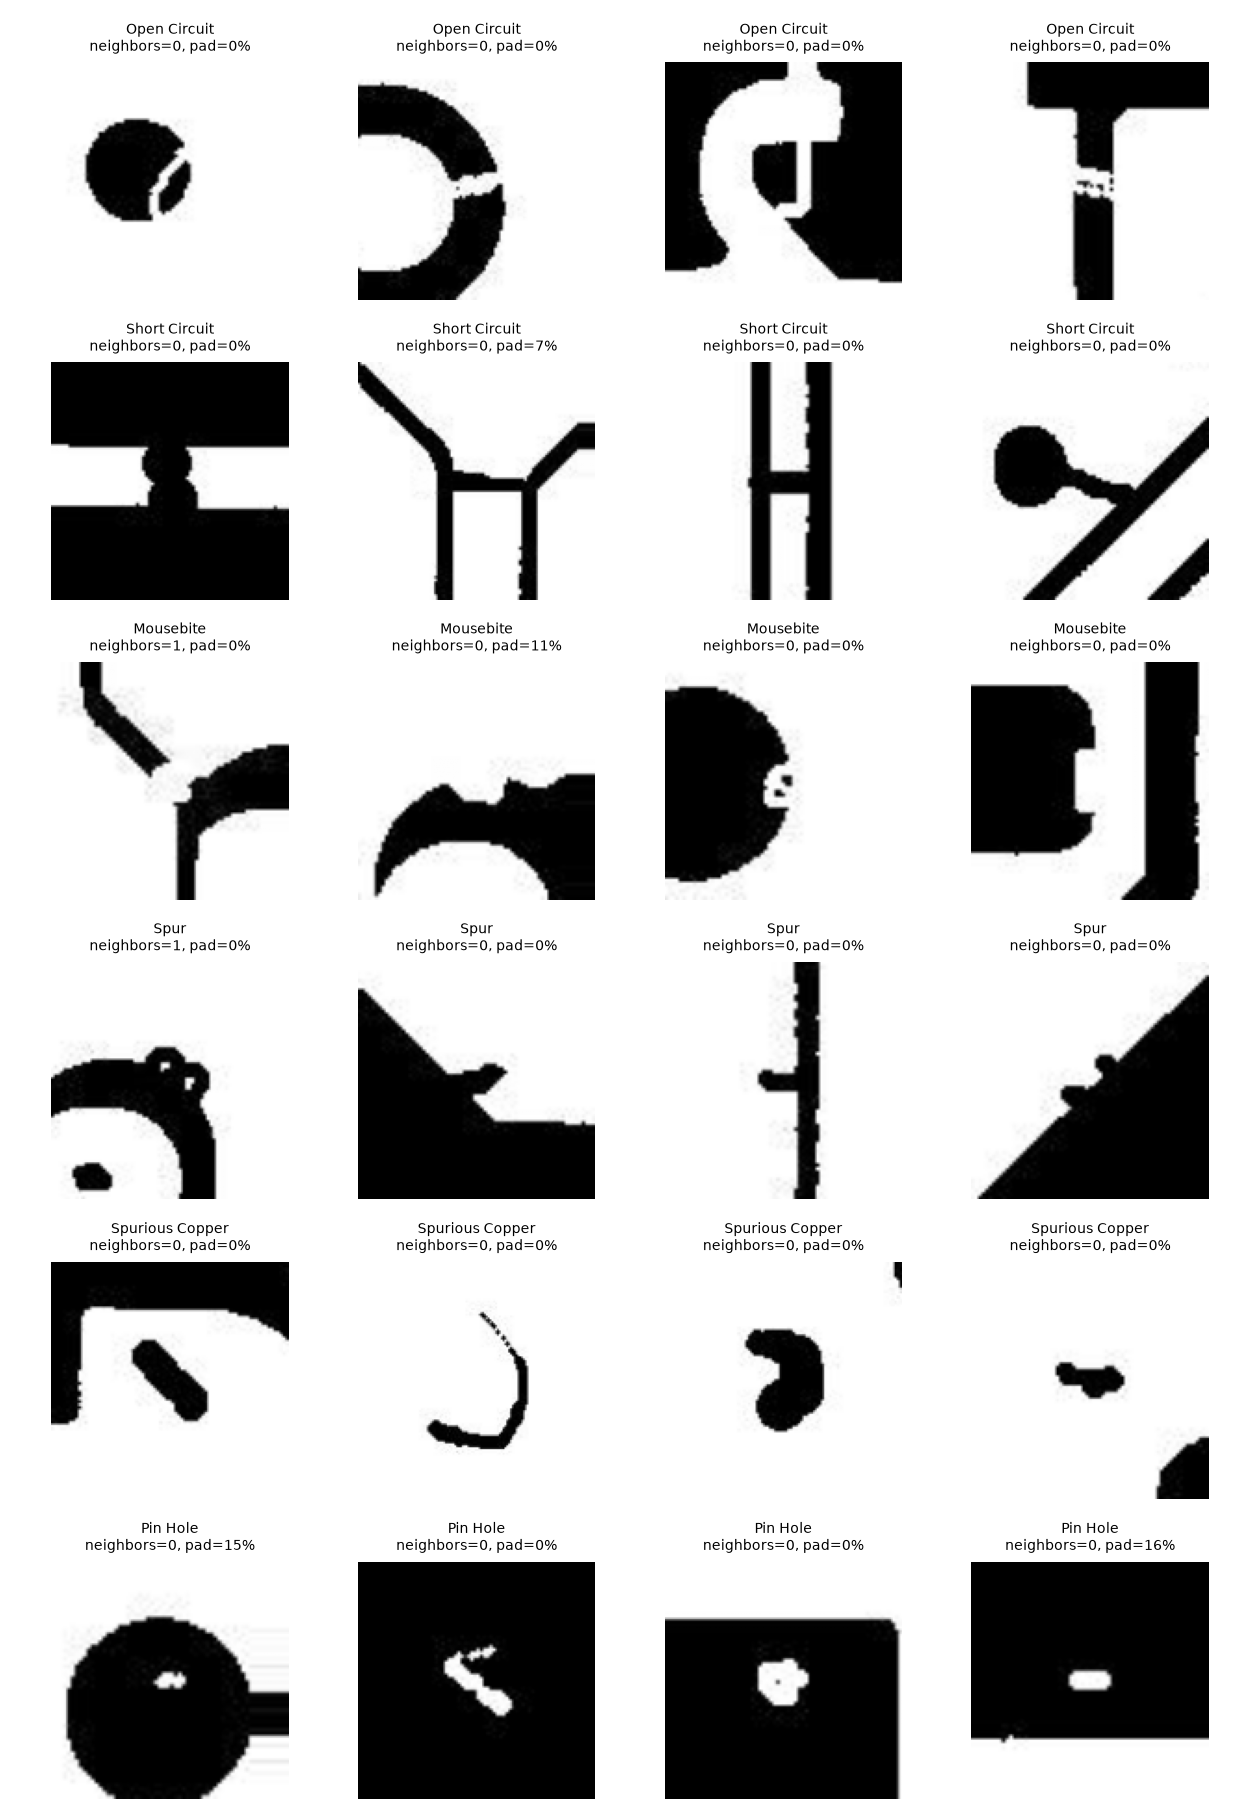 Open Circuit
neighbors=0, pad=0%
Open Circuit
neighbors=0, pad=0%
Open Circuit
neighbors=0, pad=0%
Open Circuit
neighbors=0, pad=0%
Short Circuit
neighbors=0, pad=0%
Short Circuit
neighbors=0, pad=7%
Short Circuit
neighbors=0, pad=0%
Short Circuit
neighbors=0, pad=0%
Mousebite
neighbors=1, pad=0%
Mousebite
neighbors=0, pad=11%
Mousebite
neighbors=0, pad=0%
Mousebite
neighbors=0, pad=0%
Spur
neighbors=1, pad=0%
Spur
neighbors=0, pad=0%
Spur
neighbors=0, pad=0%
Spur
neighbors=0, pad=0%
Spurious Copper
neighbors=0, pad=0%
Spurious Copper
neighbors=0, pad=0%
Spurious Copper
neighbors=0, pad=0%
Spurious Copper
neighbors=0, pad=0%
Pin Hole
neighbors=0, pad=15%
Pin Hole
neighbors=0, pad=0%
Pin Hole
neighbors=0, pad=0%
Pin Hole
neighbors=0, pad=16%